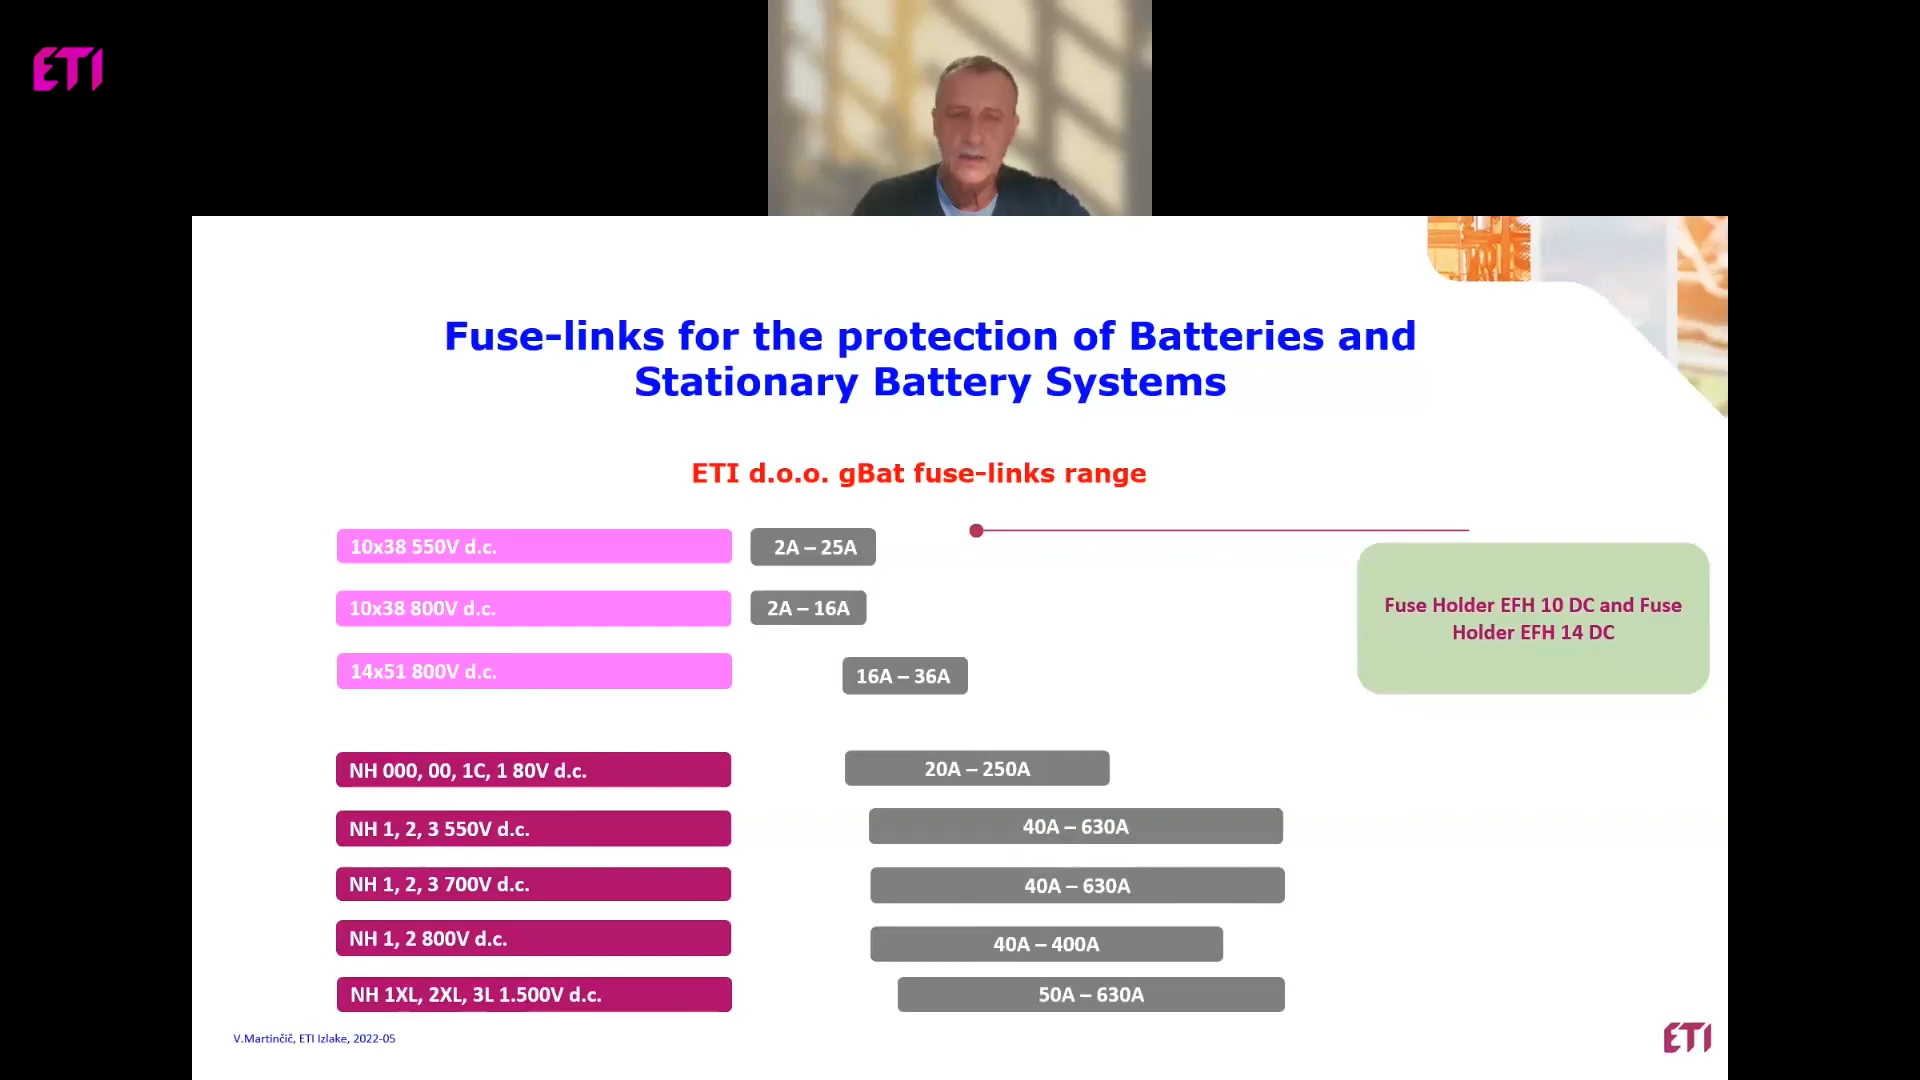 ETI
Fuse-links for the protection of Batteries and
Stationary Battery Systems
ETI d.o.o. gBat fuse-links range
10x38 550V d.c.
2A – 25A
10x38 800V d.c.
2A – 16A
Fuse Holder EFH 10 DC and Fuse
Holder EFH 14 DC
14x51 800V d.c.
16A – 36A
NH 000, 00, 1C, 1 80V d.c.
20A – 250A
NH 1, 2, 3 550V d.c.
40A – 630A
NH 1, 2, 3 700V d.c.
40A – 630A
NH 1, 2 800V d.c.
40A – 400A
NH 1XL, 2XL, 3L 1.500V d.c.
50A – 630A
V.Martinčič, ETI Izlake, 2022-05
ETI